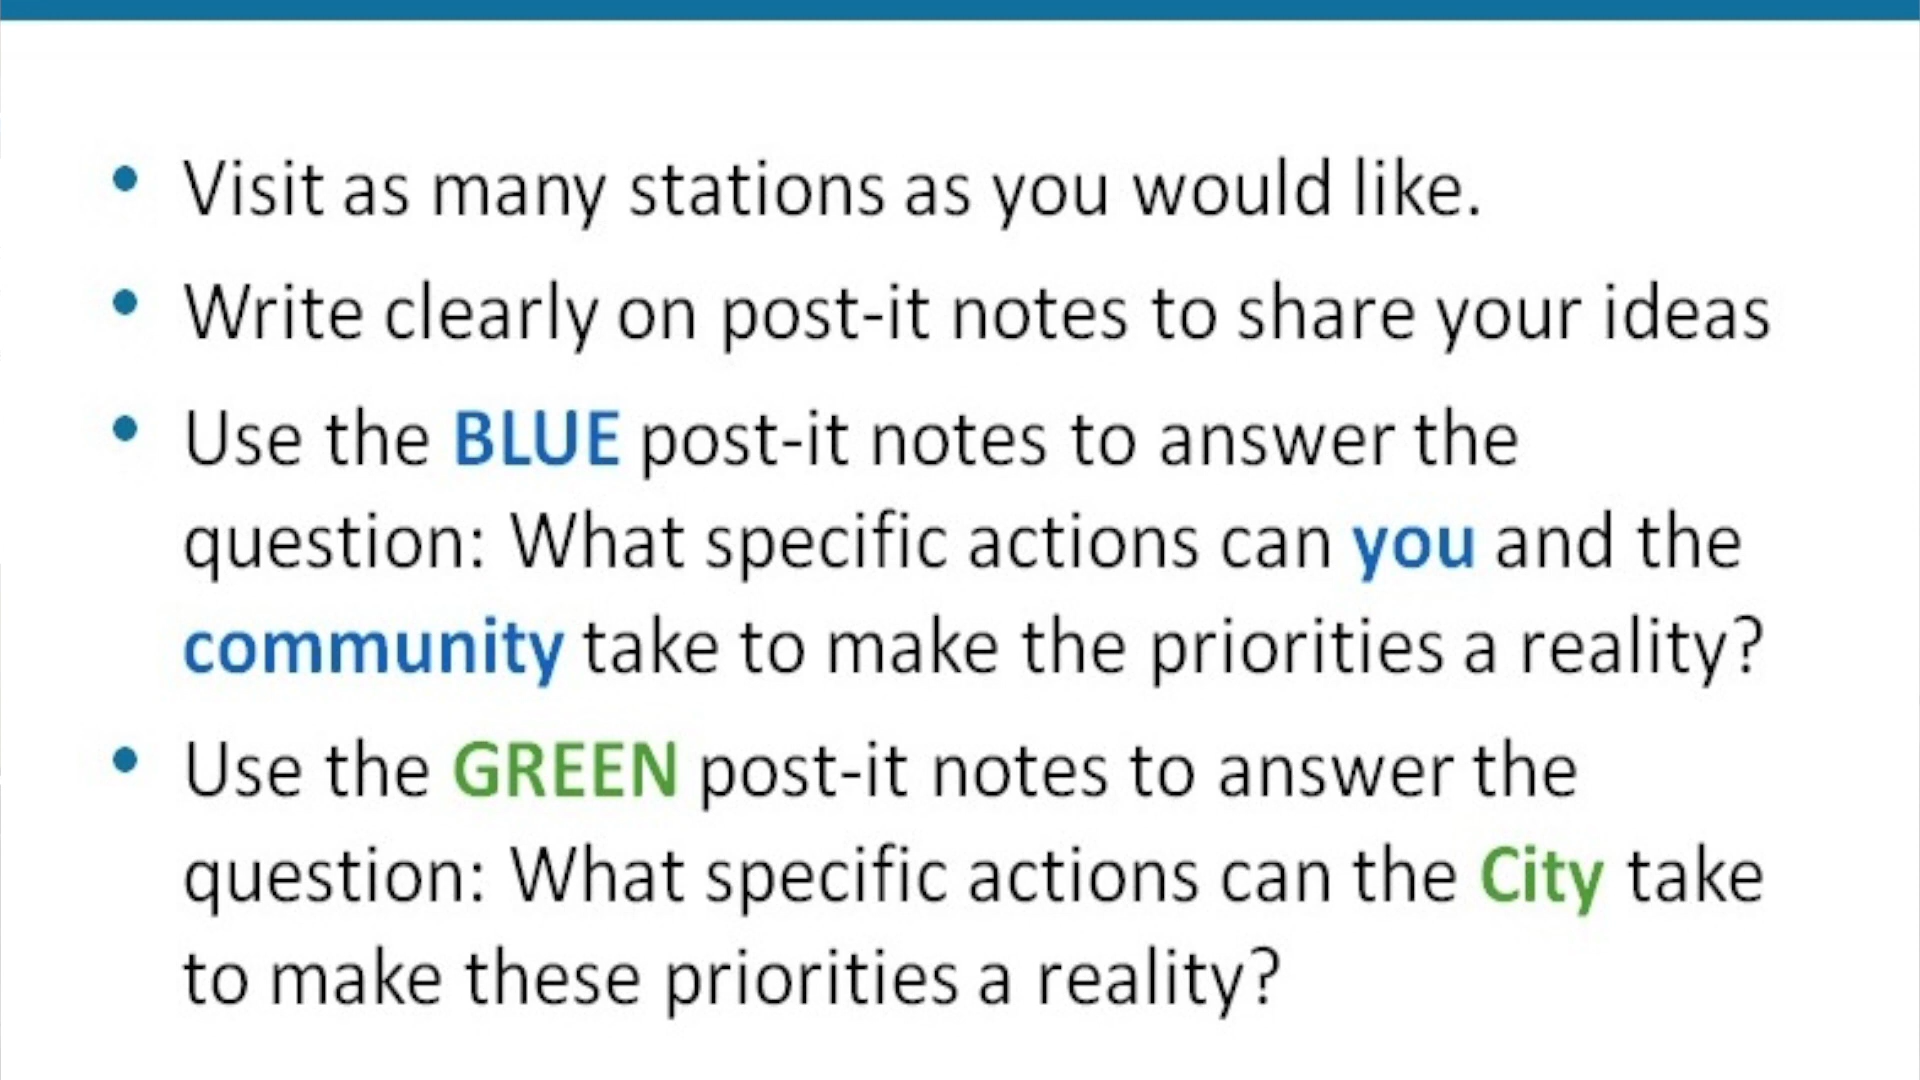 • Visit as many stations as you would like.
• Write clearly on post-it notes to share your ideas
• Use the BLUE post-it notes to answer the
question: What specific actions can you and the
community take to make the priorities a reality?
• Use the GREEN post-it notes to answer the
question: What specific actions can the City take
to make these priorities a reality?